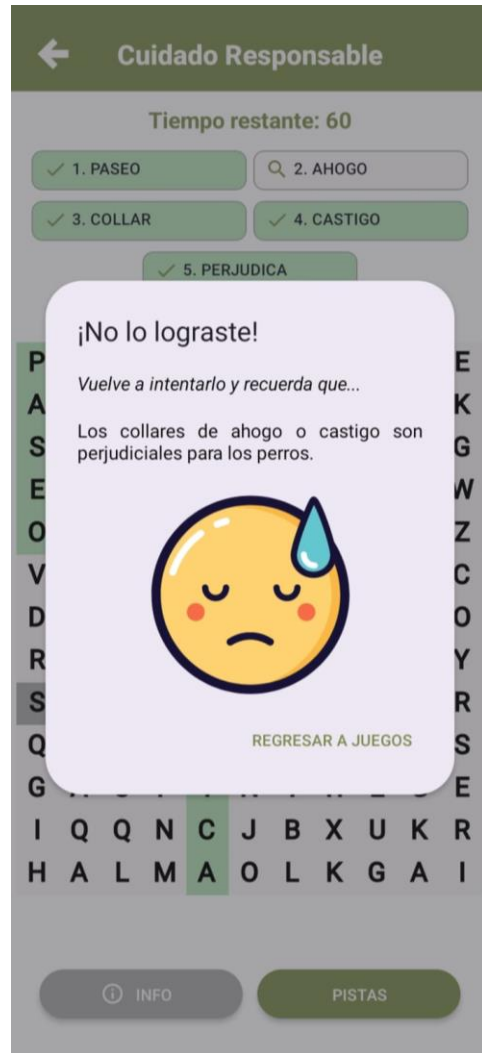 Cuidado Responsable
Tiempo restante: 60
1. PASEO
2. AHOGO
3. COLLAR
4. CASTIGO
5. PERJUDICA
¡No lo lograste!
Vuelve a intentarlo y recuerda que...
Los collares de ahogo o castigo son
perjudiciales para los perros.
REGRESAR A JUEGOS
P E
A K
S G
E W
O Z
V C
D O
R Y
S R
Q S
G E
I Q Q N C J B X U K R
H A L M A O L K G A I
INFO
PISTAS